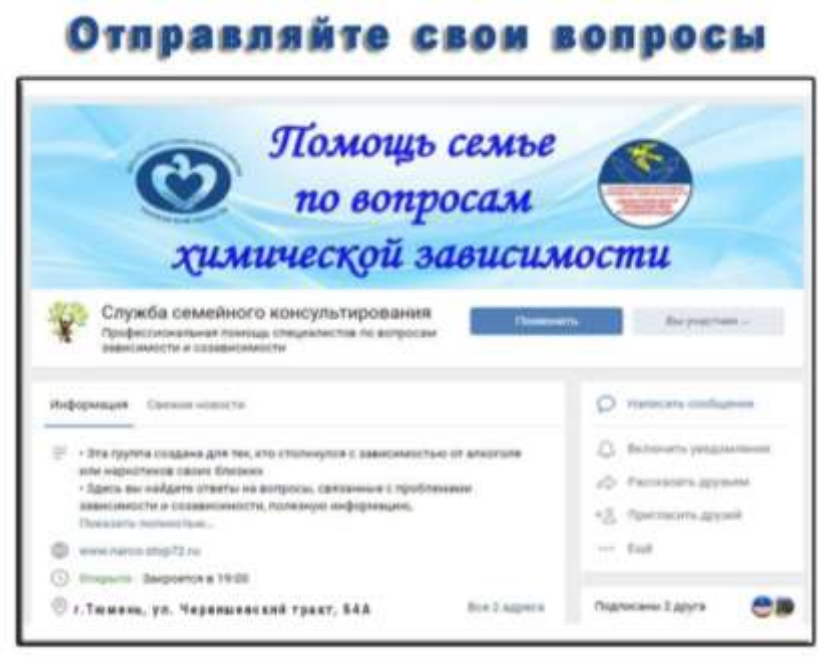 Отправляйте свои вопросы
Помощь семье
по вопросам
химической зависимости
Служба семейного консультирования
Профессиональная помощь специалистов по вопросам
зависимости и созависимости
Позвонить
Вы участник
Информация Свежие новости
• Эта группа создана для тех, кто столкнулся с зависимостью от алкоголя
или наркотиков своих близких
• Здесь вы найдете ответы на вопросы, связанные с проблемами
зависимости и созависимости, полезную информацию,
Показать полностью...
www.narco-stop72.ru
Открыто · Закроется в 19:00
г.Тюмень, ул. Червишевский тракт, 54А
Все 2 адреса
Написать сообщение
Включить уведомления
Рассказать друзьям
Пригласить друзей
Ещё
Подписаны 2 друга